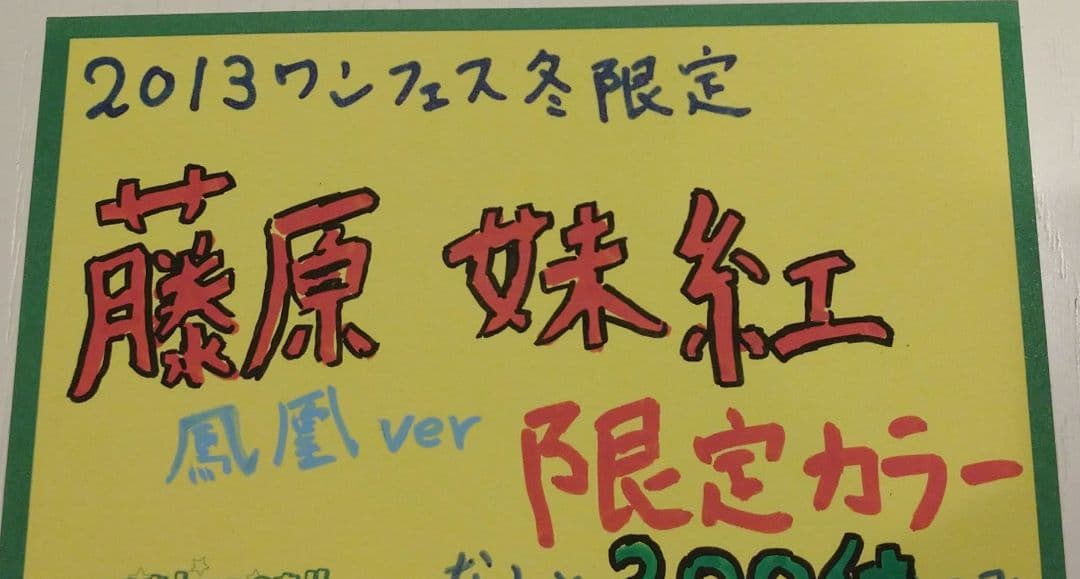 2013ワンフェス冬限定
藤原 妹紅
鳳凰ver
限定カラー